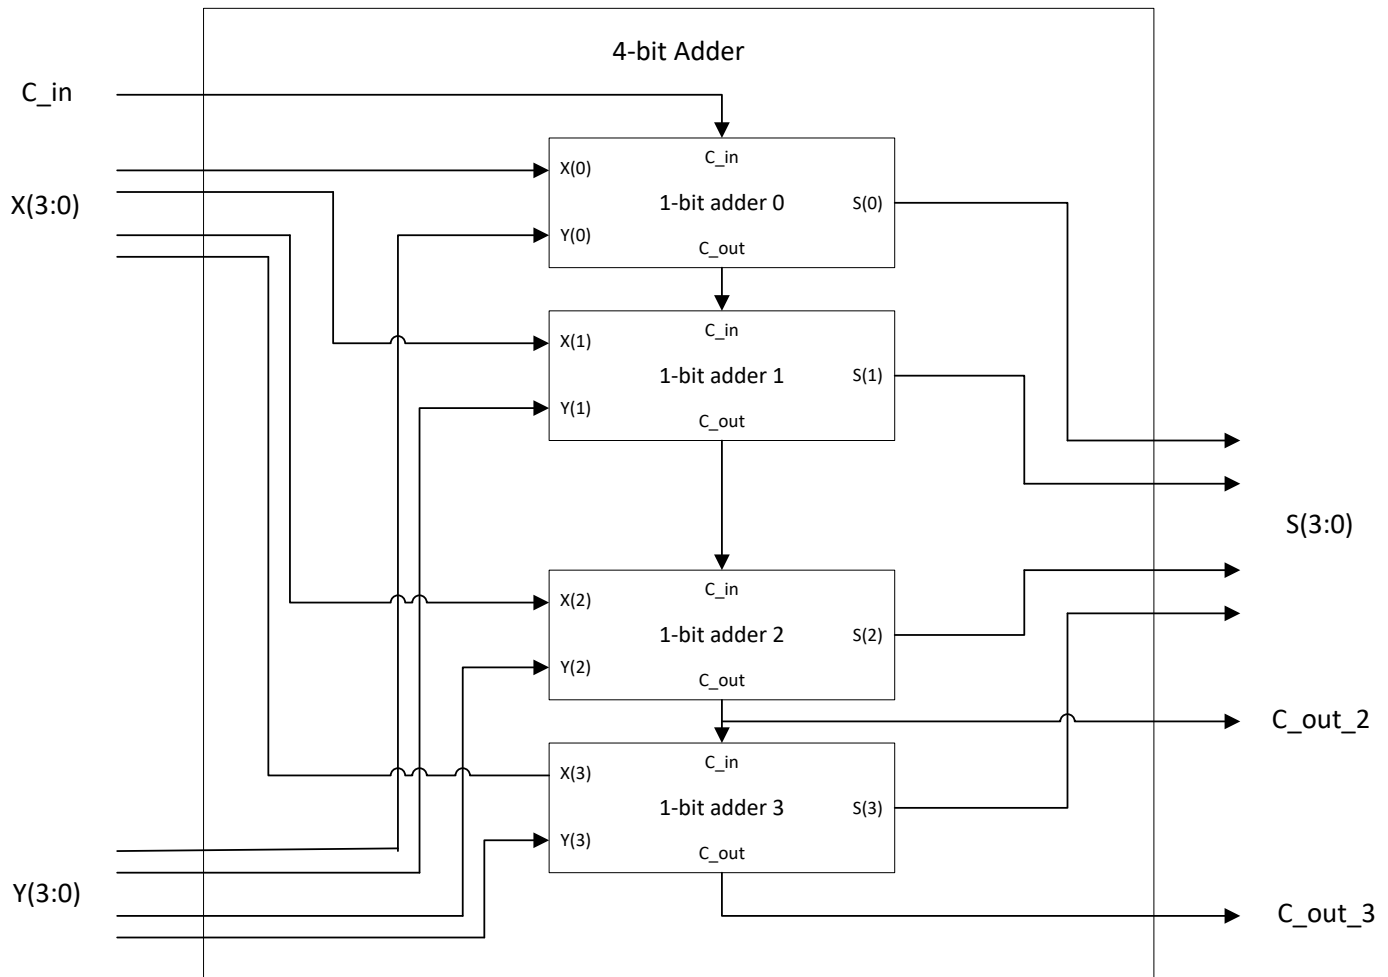 4-bit Adder
C_in
C_in
X(0)
X(3:0)
1-bit adder 0
S(0)
Y(0)
C_out
C_in
X(1)
1-bit adder 1
S(1)
Y(1)
C_out
S(3:0)
C_in
X(2)
1-bit adder 2
S(2)
Y(2)
C_out
C_out_2
C_in
X(3)
1-bit adder 3
S(3)
Y(3)
C_out
Y(3:0)
C_out_3